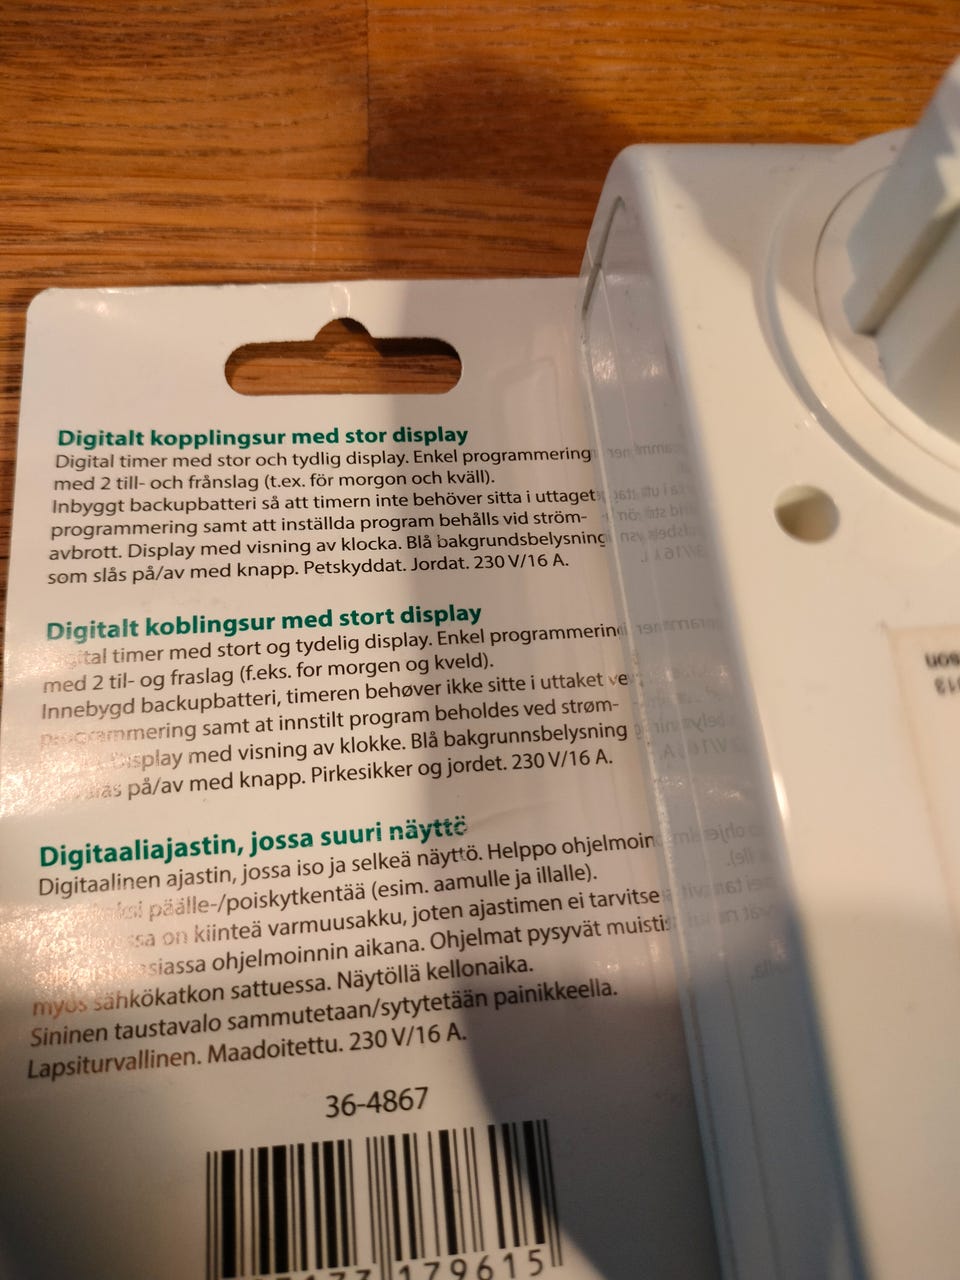 Digitalt kopplingsur med stor display
Digital timer med stor och tydlig display. Enkel programmering
med 2 till- och frånslag (t.ex. för morgon och kväll).
Inbyggt backupbatteri så att timern inte behöver sitta i uttaget
programmering samt att inställda program behålls vid ström-
avbrott. Display med visning av klocka. Blå bakgrundsbelysning
som slås på/av med knapp. Petskyddat. Jordat. 230 V/16 A.
Digitalt koblingsur med stort display
Digital timer med stort og tydelig display. Enkel programmerin
med 2 til- og fraslag (f.eks. for morgen og kveld).
Innebygd backupbatteri, timeren behøver ikke sitte i uttaket ve
programmering samt at innstilt program beholdes ved strøm-
Display med visning av klokke. Blå bakgrunnsbelysning
slås på/av med knapp. Pirkesikker og jordet. 230 V/16 A.
Digitaaliajastin, jossa suuri näyttö
Digitaalinen ajastin, jossa iso ja selkeä näyttö. Helppo ohjelmoin
päälle-/poiskytkentää (esim. aamulle ja illalle).
on kiinteä varmuusakku, joten ajastimen ei tarvitse
ohjelmoinnin aikana. Ohjelmat pysyvät muistis
myös sähkökatkon sattuessa. Näytöllä kellonaika.
Sininen taustavalo sammutetaan/sytytetään painikkeella.
Lapsiturvallinen. Maadoitettu. 230 V/16 A.
36-4867
179615